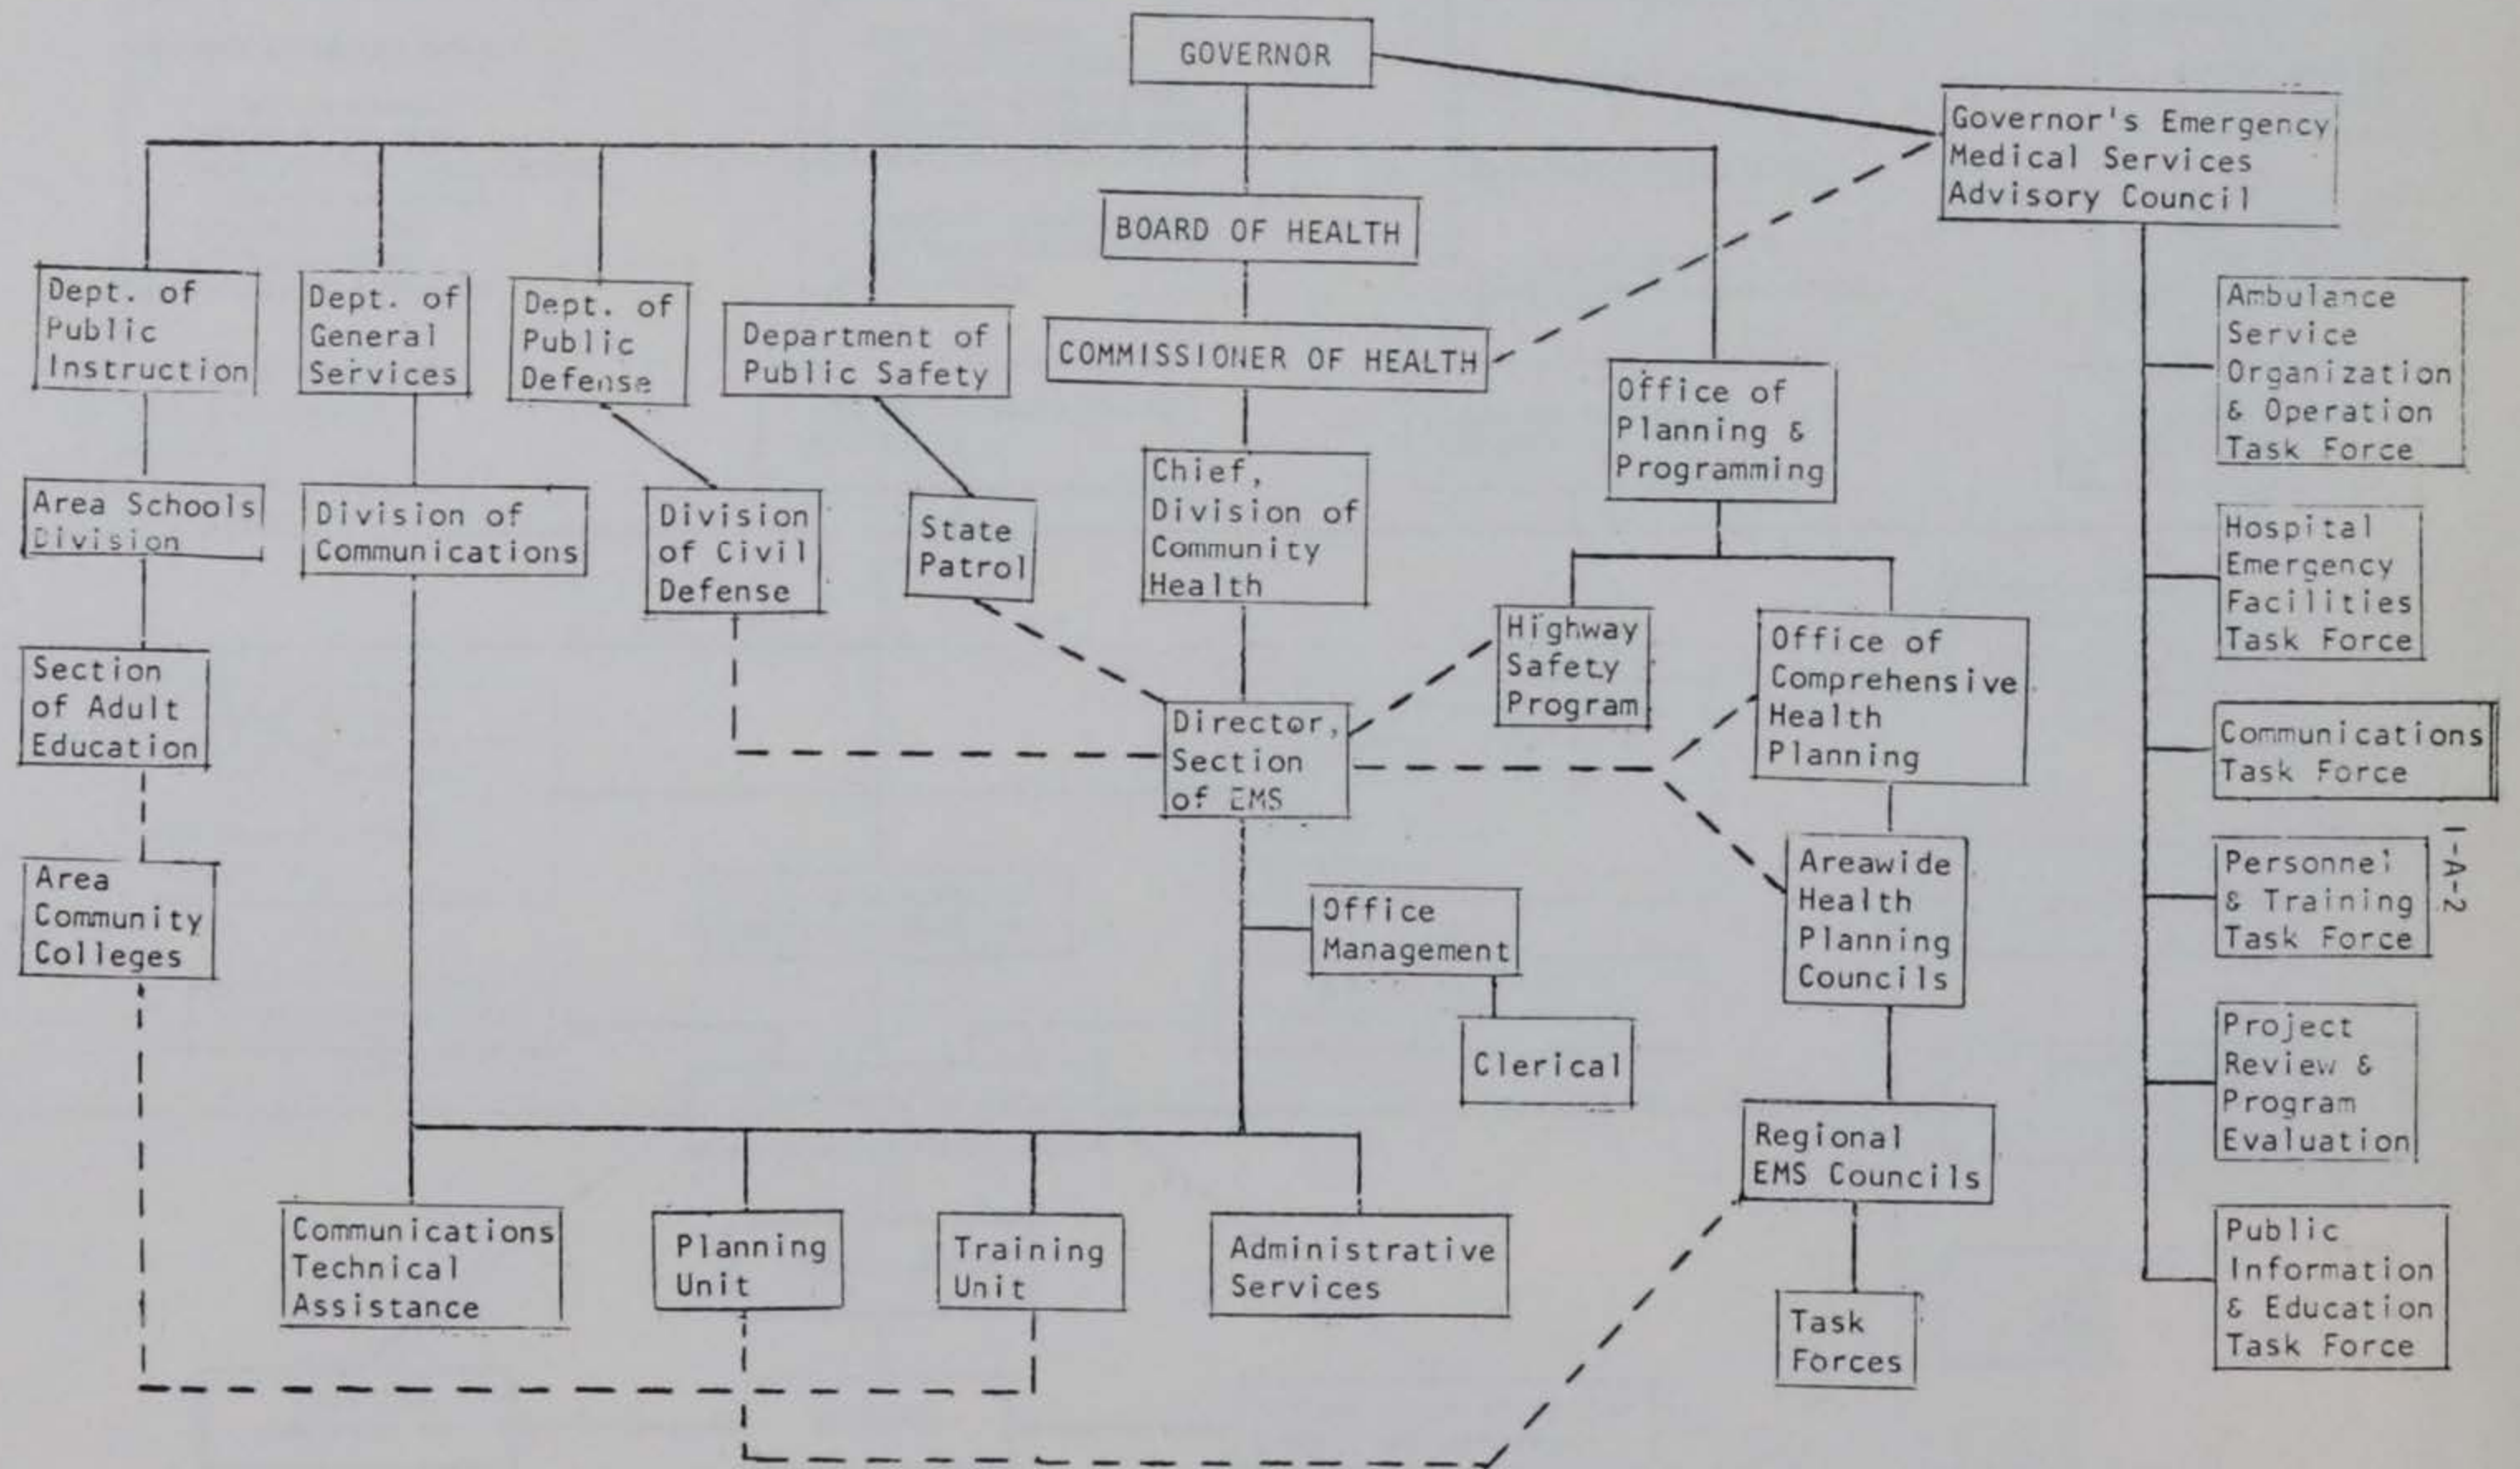 GOVERNOR
Governor's Emergency
Medical Services
Advisory Council
BOARD OF HEALTH
COMMISSIONER OF HEALTH
Dept. of
Public
Instruction
Dept. of
General
Services
Dept. of
Public
Defense
Department of
Public Safety
Office of
Planning &
Programming
Ambulance
Service
Organization
& Operation
Task Force
Area Schools
Division
Division of
Communications
Division
of Civil
Defense
State
Patrol
Chief,
Division of
Community
Health
Hospital
Emergency
Facilities
Task Force
Section
of Adult
Education
Director,
Section
of EMS
Highway
Safety
Program
Office of
Comprehensive
Health
Planning
Communications
Task Force
Area
Community
Colleges
Office
Management
Clerical
Areawide
Health
Planning
Councils
Personnel
& Training
Task Force
I-A-2
Project
Review &
Program
Evaluation
Regional
EMS Councils
Communications
Technical
Assistance
Planning
Unit
Training
Unit
Administrative
Services
Task
Forces
Public
Information
& Education
Task Force